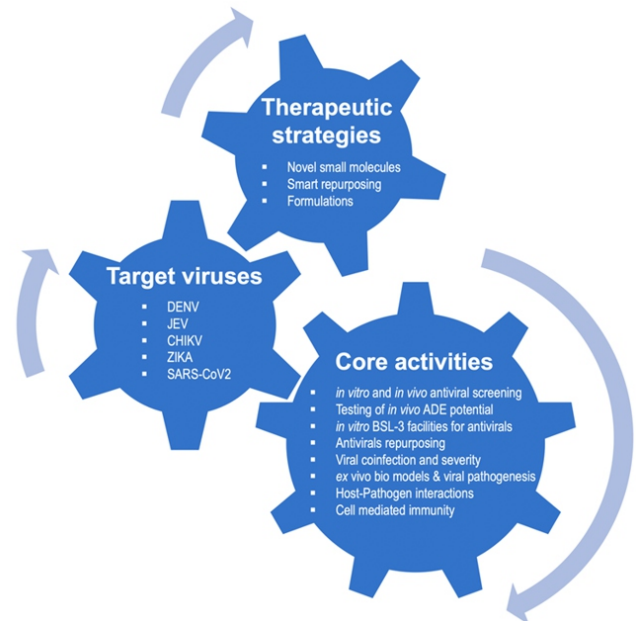 Therapeutic
strategies
▪ Novel small molecules
▪ Smart repurposing
▪ Formulations
Target viruses
▪ DENV
▪ JEV
▪ CHIKV
▪ ZIKA
▪ SARS-CoV2
Core activities
▪ in vitro and in vivo antiviral screening
▪ Testing of in vivo ADE potential
▪ in vitro BSL-3 facilities for antivirals
▪ Antivirals repurposing
▪ Viral coinfection and severity
▪ ex vivo bio models & viral pathogenesis
▪ Host-Pathogen interactions
▪ Cell mediated immunity